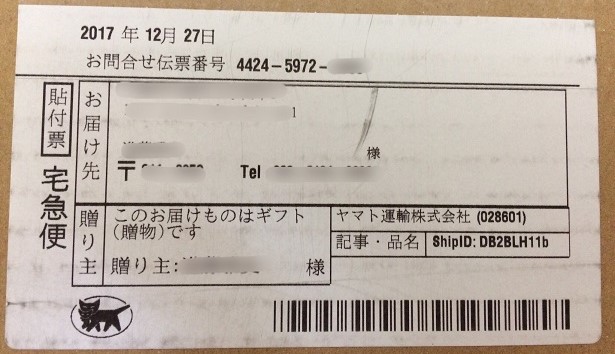 2017 年 12月 27日
お問合せ伝票番号 4424-5972-
貼付票
宅急便
お届け先
様
〒
Tel
贈り主
このお届けものはギフト
(贈物)です
贈り主:
様
ヤマト運輸株式会社 (028601)
記事・品名 ShipID: DB2BLH11b